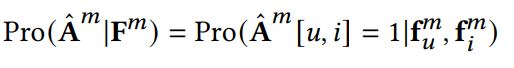 Pro(Â^m|F^m) = Pro(Â^m[u, i] = 1|f_u^m, f_i^m)